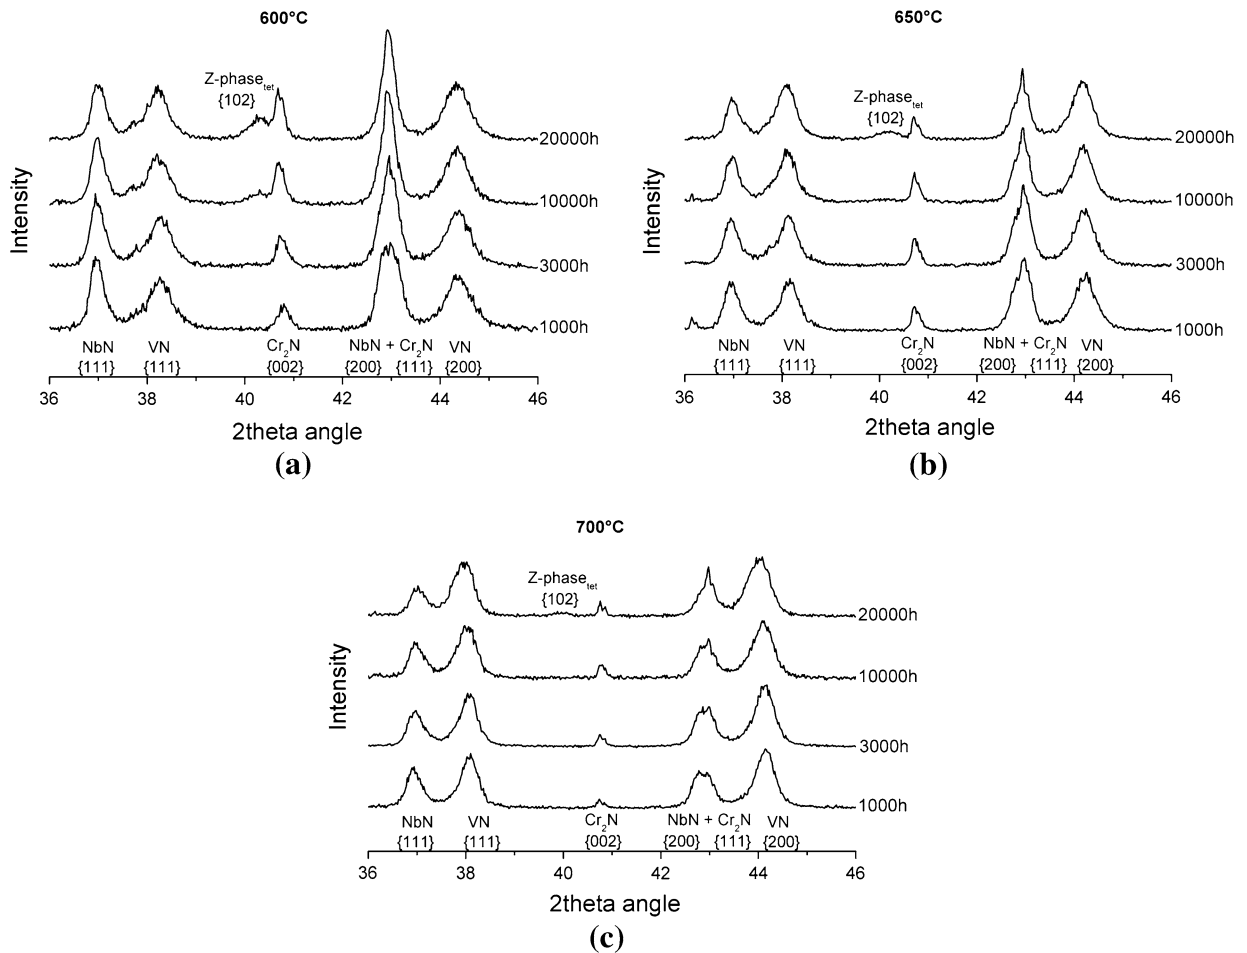 600°C
Z-phase_tet
{102}
20000h
10000h
3000h
1000h
Intensity
NbN VN Cr₂N NbN + Cr₂N VN
{111} {111} {002} {200} {111} {200}
36 38 40 42 44 46
2theta angle
(a)
650°C
Z-phase_tet
{102}
20000h
10000h
3000h
1000h
Intensity
NbN VN Cr₂N NbN + Cr₂N VN
{111} {111} {002} {200} {111} {200}
36 38 40 42 44 46
2theta angle
(b)
700°C
Z-phase_tet
{102}
20000h
10000h
3000h
1000h
Intensity
NbN VN Cr₂N NbN + Cr₂N VN
{111} {111} {002} {200} {111} {200}
36 38 40 42 44 46
2theta angle
(c)